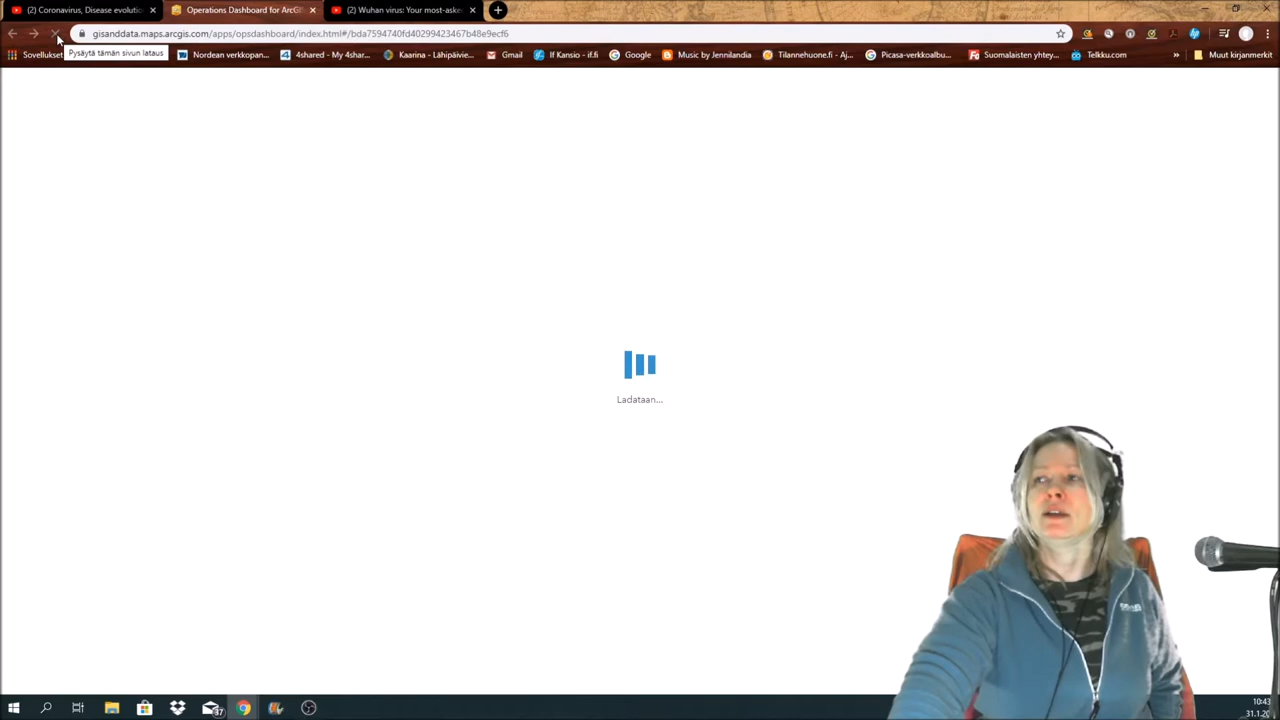 (2) Coronavirus, Disease evolutio
Operations Dashboard for ArcG
(2) Wuhan virus: Your most-aske
gisanddata.maps.arcgis.com/apps/opsdashboard/index.html#/bda7594740fd40299423467b48e9ecf6
Pysäytä tämän sivun lataus
Sovellukset
Nordean verkkopan...
4shared - My 4shar...
Kaarina - Lähipäivie...
Gmail
If Kansio - if.fi
Google
Music by Jennilandia
Tilannehuone.fi - Aj...
Picasa-verkkoalbu...
Suomalaisten yhtey...
Telkku.com
»
Muut kirjanmerkit
Ladataan...
37
10:43
31.1.20